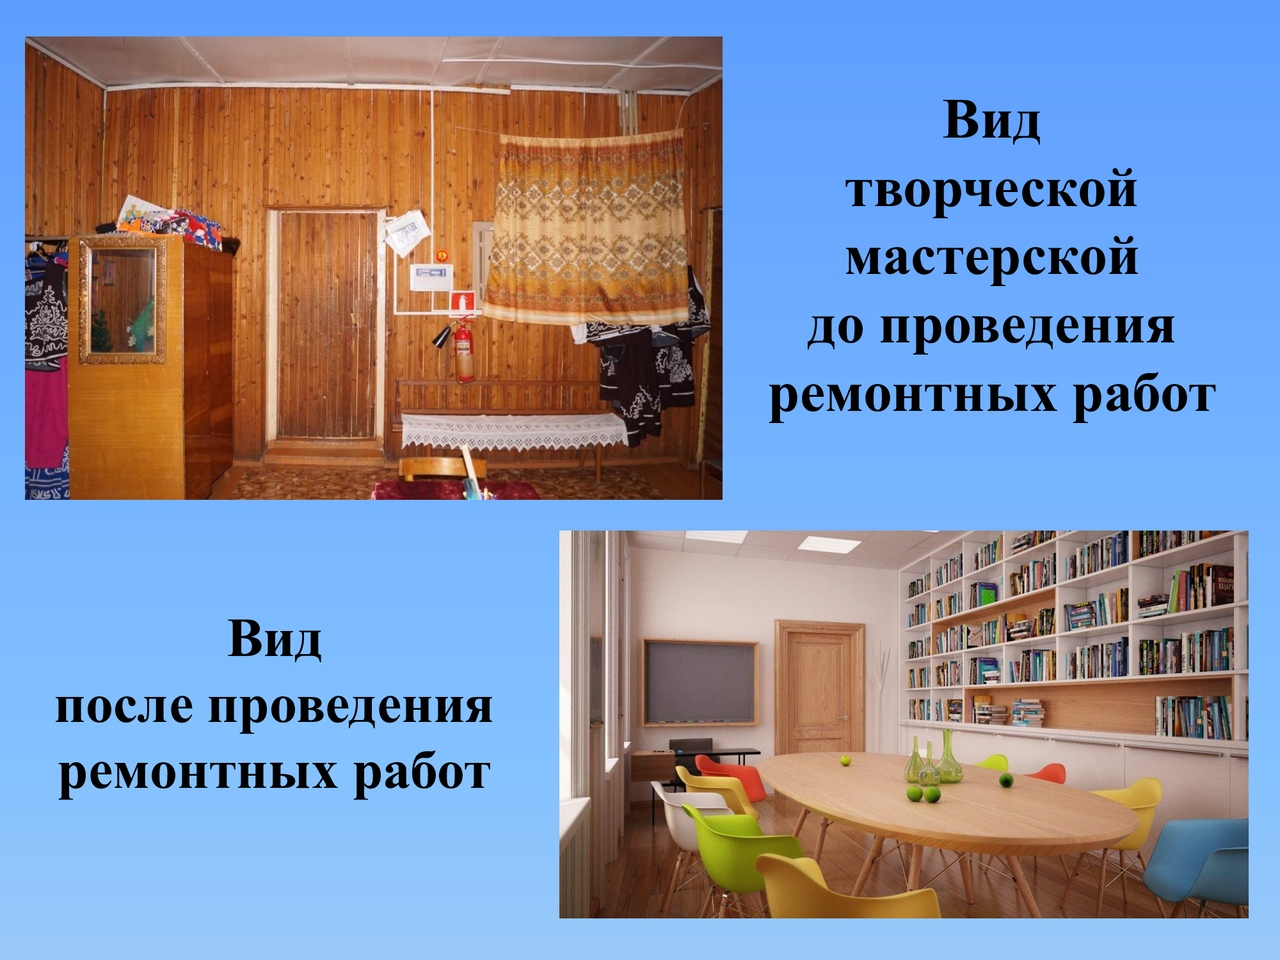 Вид
творческой
мастерской
до проведения
ремонтных работ
Вид
после проведения
ремонтных работ